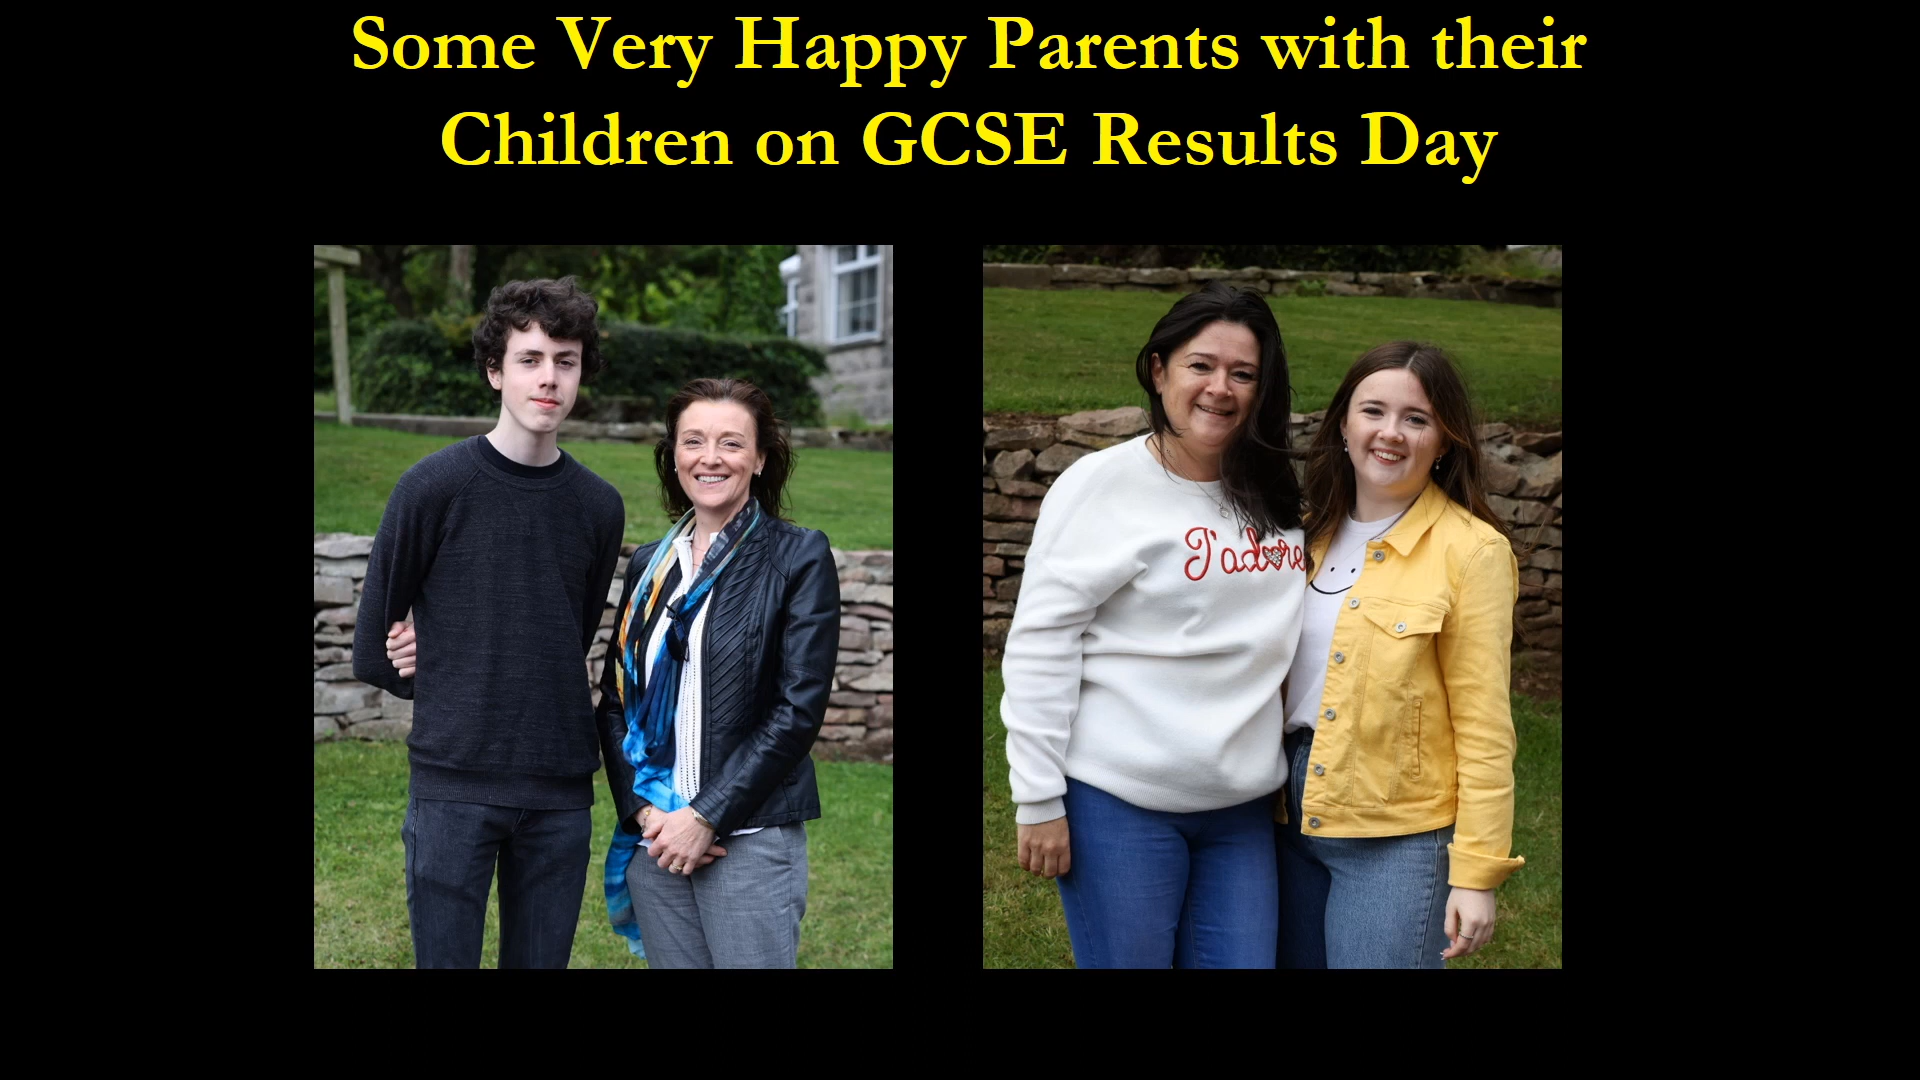 Some Very Happy Parents with their
Children on GCSE Results Day
J'adore